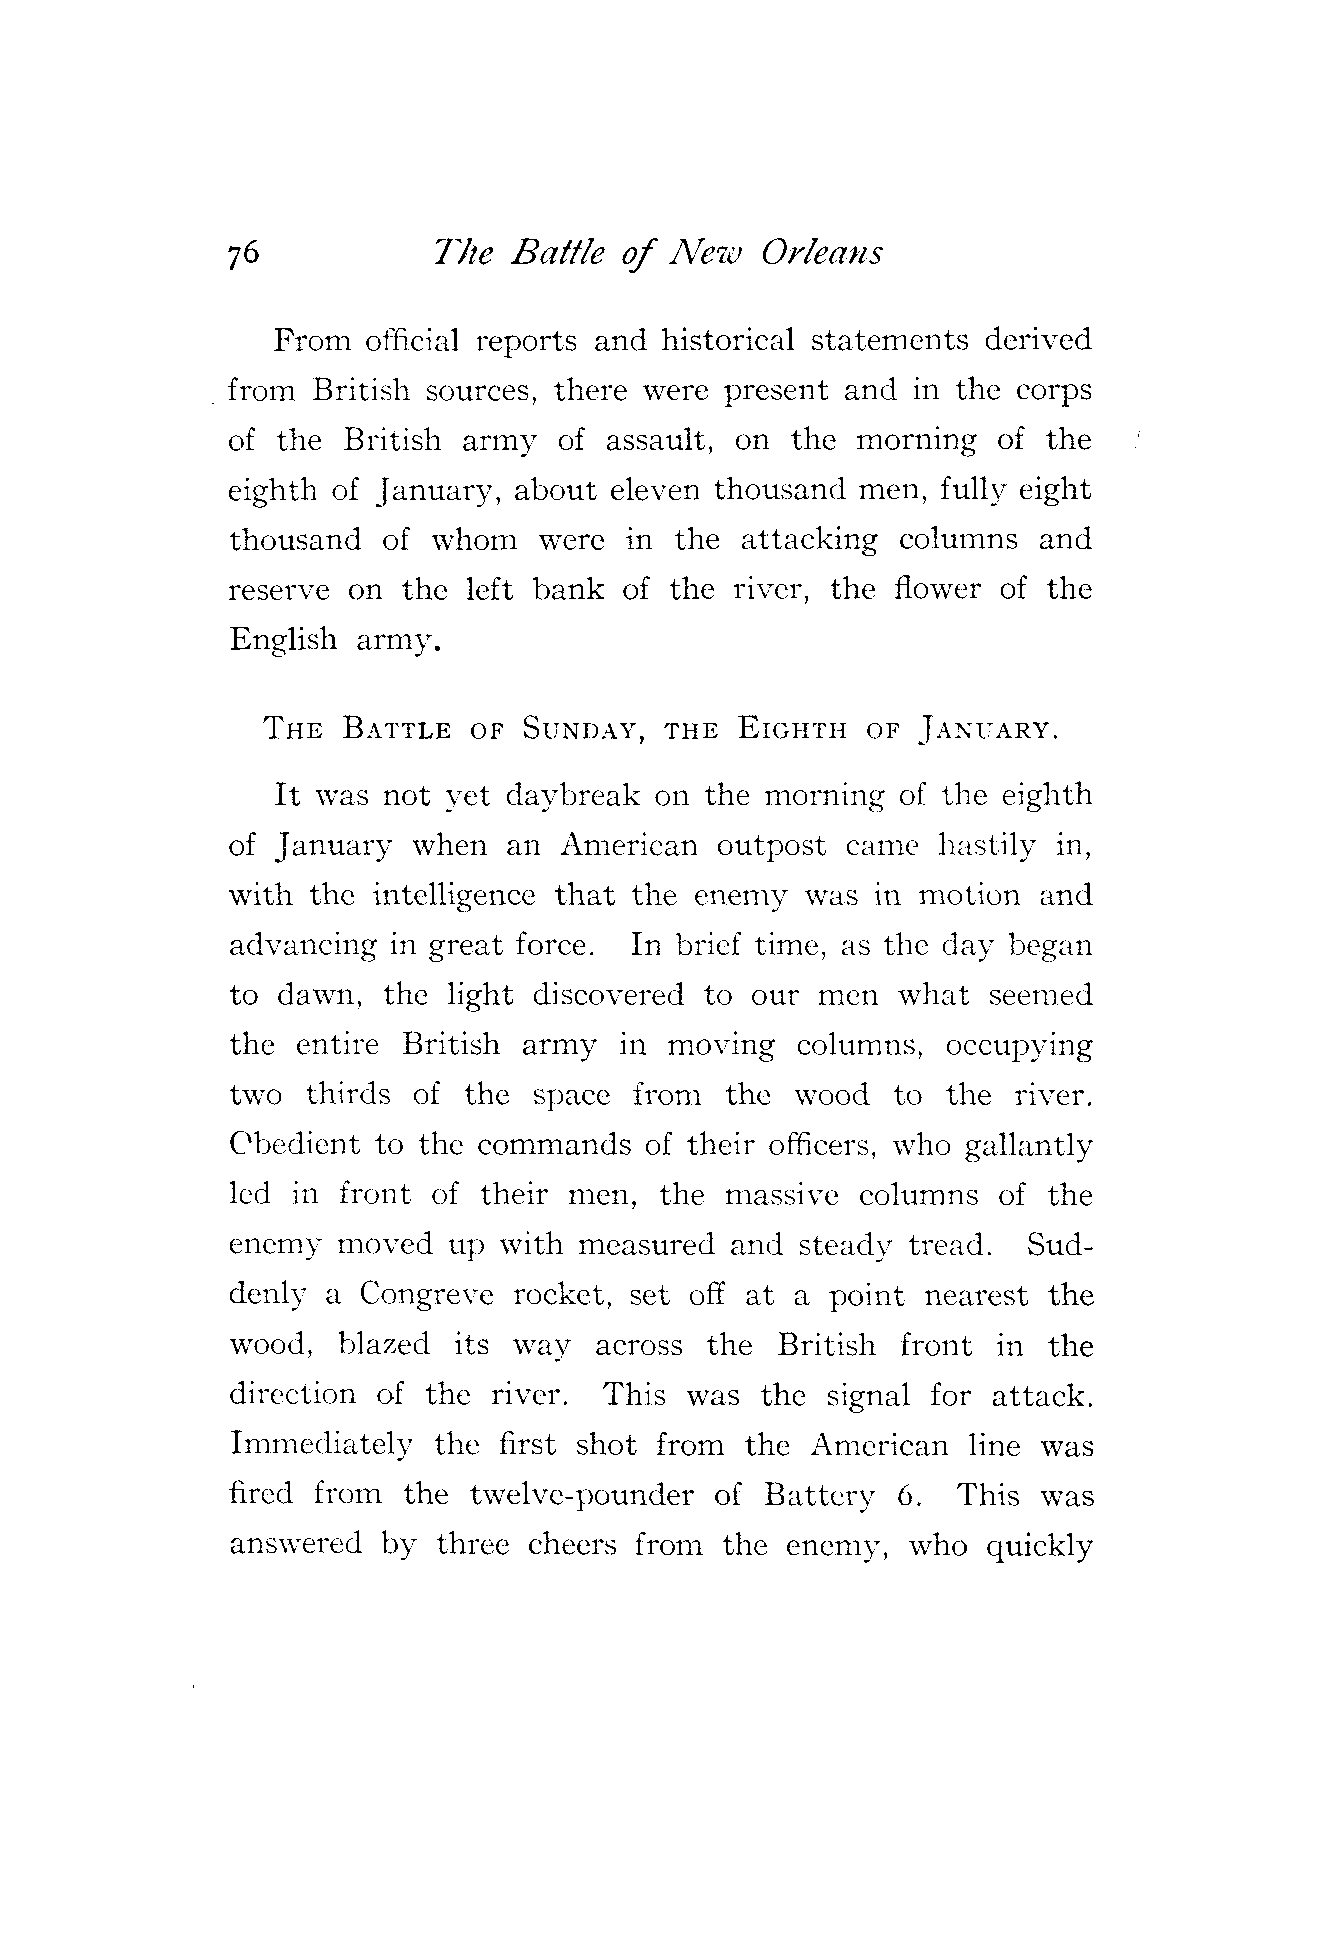 76 The Battle of New Orleans
From official reports and historical statements derived
from British sources, there were present and in the corps
of the British army of assault, on the morning of the
eighth of January, about eleven thousand men, fully eight
thousand of whom were in the attacking columns and
reserve on the left bank of the river, the flower of the
English army.
THE BATTLE OF SUNDAY, THE EIGHTH OF JANUARY.
It was not yet daybreak on the morning of the eighth
of January when an American outpost came hastily in,
with the intelligence that the enemy was in motion and
advancing in great force. In brief time, as the day began
to dawn, the light discovered to our men what seemed
the entire British army in moving columns, occupying
two thirds of the space from the wood to the river.
Obedient to the commands of their officers, who gallantly
led in front of their men, the massive columns of the
enemy moved up with measured and steady tread. Sud-
denly a Congreve rocket, set off at a point nearest the
wood, blazed its way across the British front in the
direction of the river. This was the signal for attack.
Immediately the first shot from the American line was
fired from the twelve-pounder of Battery 6. This was
answered by three cheers from the enemy, who quickly